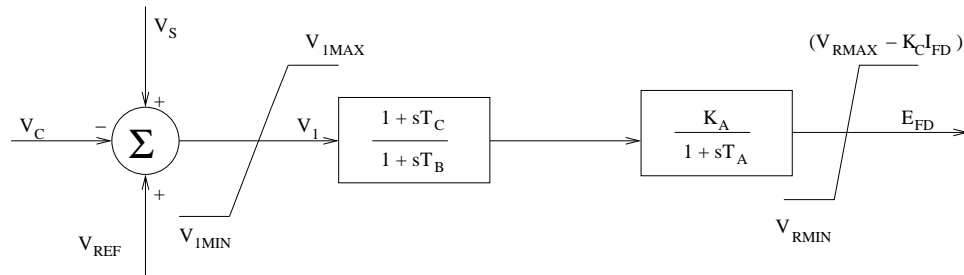 V_S
V_1MAX
(V_RMAX – K_C I_FD )
+
V_C
–
Σ
V_1
1 + sT_C
1 + sT_B
K_A
1 + sT_A
E_FD
+
V_REF
V_1MIN
V_RMIN